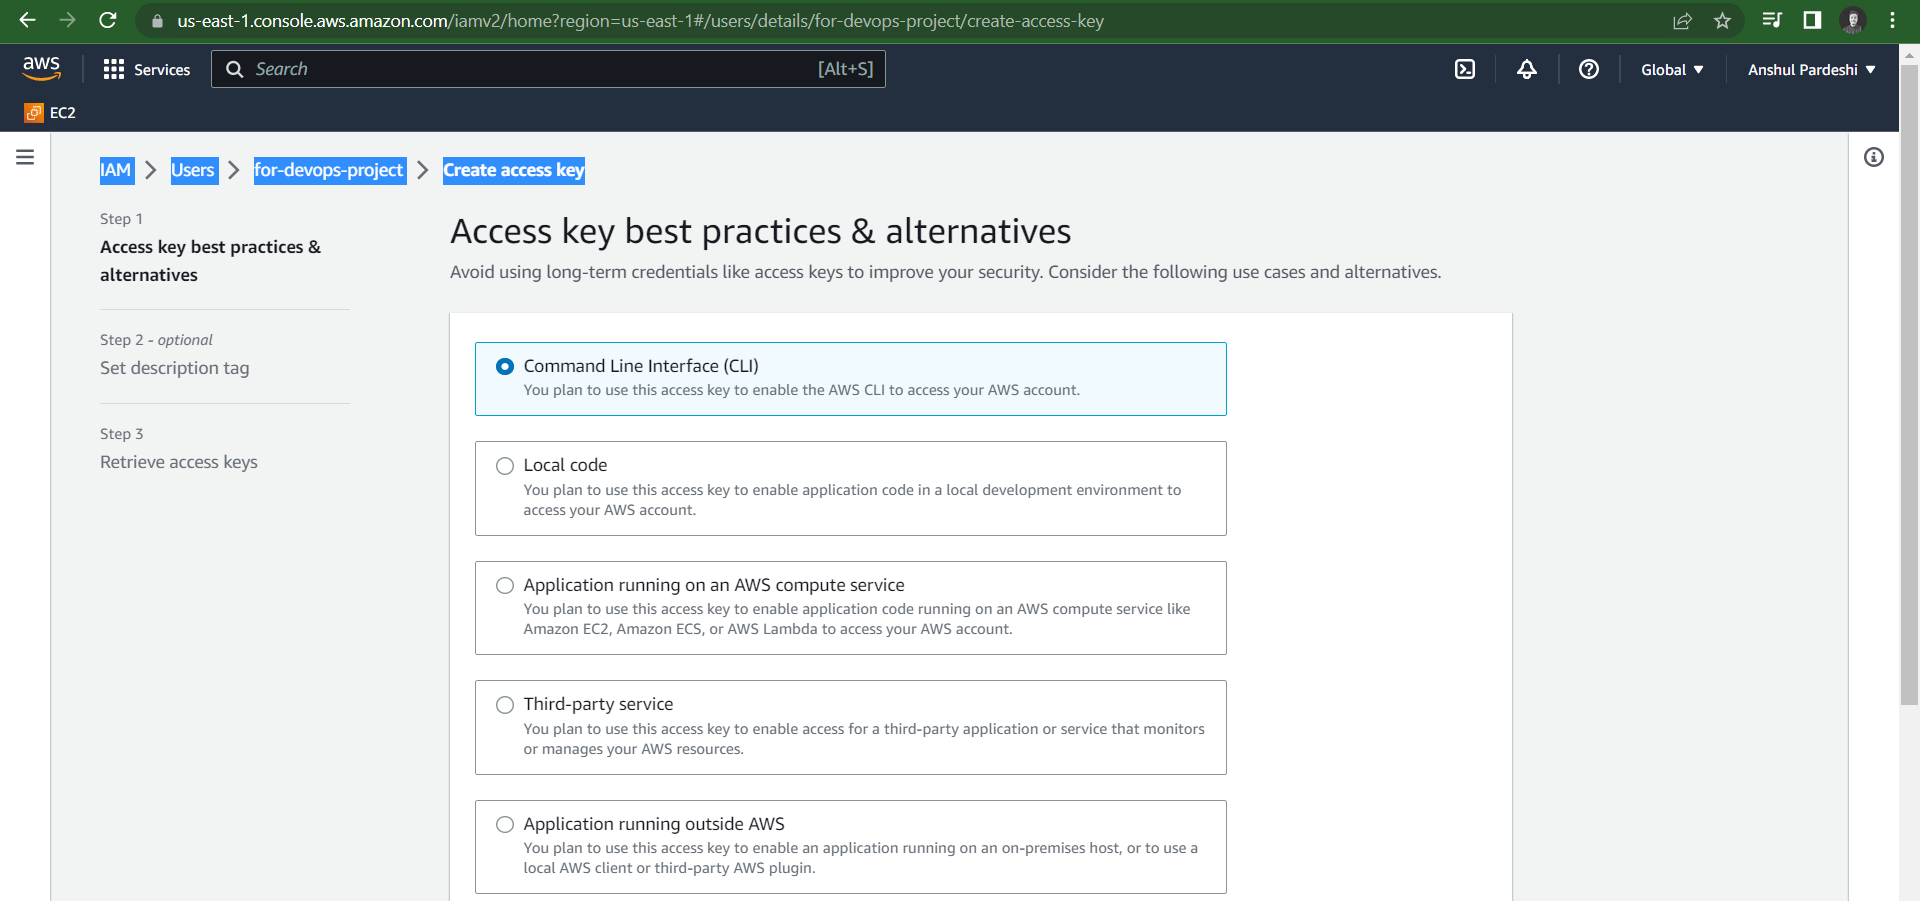 us-east-1.console.aws.amazon.com/iamv2/home?region=us-east-1#/users/details/for-devops-project/create-access-key
aws
Services
Search [Alt+S]
Global ▼
Anshul Pardeshi ▼
EC2
IAM > Users > for-devops-project > Create access key
Step 1
Access key best practices &
alternatives
Step 2 - optional
Set description tag
Step 3
Retrieve access keys
Access key best practices & alternatives
Avoid using long-term credentials like access keys to improve your security. Consider the following use cases and alternatives.
Command Line Interface (CLI)
You plan to use this access key to enable the AWS CLI to access your AWS account.
Local code
You plan to use this access key to enable application code in a local development environment to
access your AWS account.
Application running on an AWS compute service
You plan to use this access key to enable application code running on an AWS compute service like
Amazon EC2, Amazon ECS, or AWS Lambda to access your AWS account.
Third-party service
You plan to use this access key to enable access for a third-party application or service that monitors
or manages your AWS resources.
Application running outside AWS
You plan to use this access key to enable an application running on an on-premises host, or to use a
local AWS client or third-party AWS plugin.